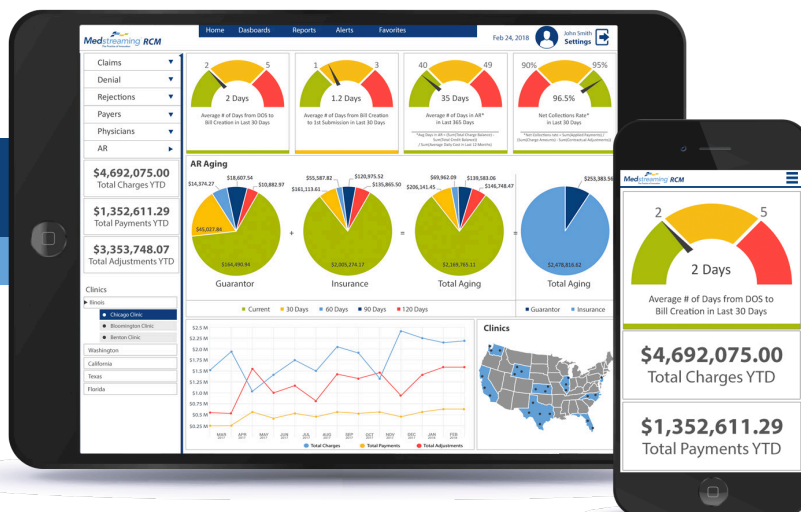 Medstreaming RCM
Home Dasboards Reports Alerts Favorites
Feb 24, 2018
John Smith
Settings
Claims
Denial
Rejections
Payers
Physicians
AR
$4,692,075.00
Total Charges YTD
$1,352,611.29
Total Payments YTD
$3,353,748.07
Total Adjustments YTD
Clinics
Illinois
Chicago Clinic
Bloomington Clinic
Benton Clinic
Washington
California
Texas
Florida
2 5
2 Days
Average # of Days from DOS to
Bill Creation in Last 30 Days
1 3
1.2 Days
Average # of Days from Bill Creation
to 1st Submission in Last 30 Days
40 49
35 Days
Average # of Days in AR*
in Last 365 Days
90% 95%
96.5%
Net Collections Rate*
in Last 30 Days
AR Aging
$14,374.27
$18,607.54
$10,882.97
$45,027.84
$164,490.94
Guarantor
+
$55,587.82
$120,975.52
$161,113.61
$135,865.50
$2,005,274.17
Insurance
=
$69,962.09
$139,583.06
$206,141.45
$146,748.47
$2,169,765.11
Total Aging
=
$253,383.56
$2,478,816.62
Total Aging
Current 30 Days 60 Days 90 Days 120 Days
Guarantor Insurance
$2.5 M
$2.25 M
$2.0 M
$1.75 M
$1.5 M
$1.25 M
$1.0 M
$0.75 M
$0.5 M
$0.25 M
MAR APR MAY JUN JUL AUG SEP OCT NOV DEC JAN FEB
2017 2017 2017 2017 2017 2017 2017 2017 2017 2017 2018 2018
Total Charges Total Payments Total Adjustments
Clinics
Medstreaming RCM
2 5
2 Days
Average # of Days from DOS to
Bill Creation in Last 30 Days
$4,692,075.00
Total Charges YTD
$1,352,611.29
Total Payments YTD